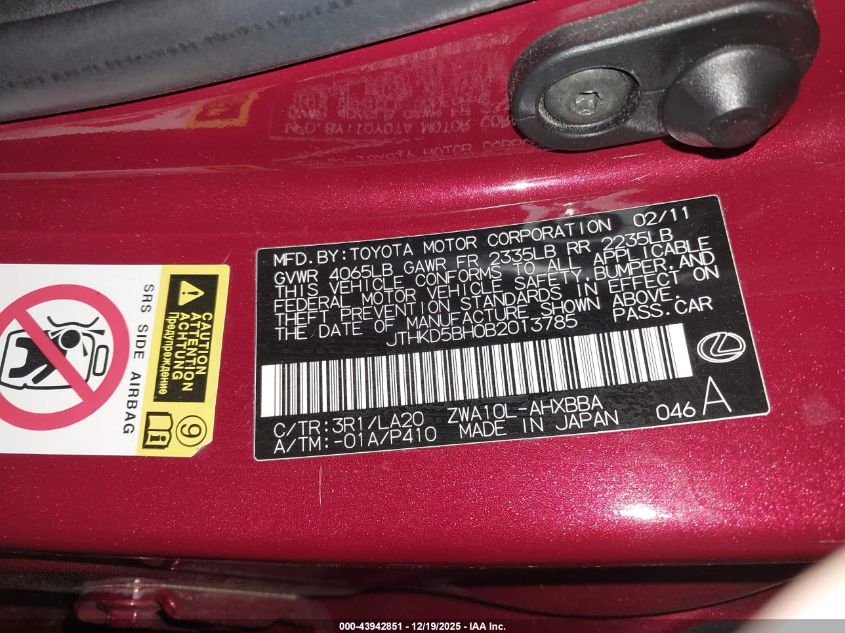 MFD. BY: TOYOTA MOTOR CORPORATION 02/11
GVWR 4065LB GAWR FR 2335LB RR 2235LB
THIS VEHICLE CONFORMS TO ALL APPLICABLE
FEDERAL MOTOR VEHICLE SAFETY, BUMPER, AND
THEFT PREVENTION STANDARDS IN EFFECT ON
THE DATE OF MANUFACTURE SHOWN ABOVE.
JTHKD5BH0B2013785 PASS. CAR
C/TR: 3R1/LA20 ZWA10L-AHXBBA
A/TM: -01A/P410 MADE IN JAPAN 046 A
SRS SIDE AIRBAG
CAUTION
ATTENTION
ACHTUNG
Предупреждение
9
000-43942851 - 12/19/2025 - IAA Inc.